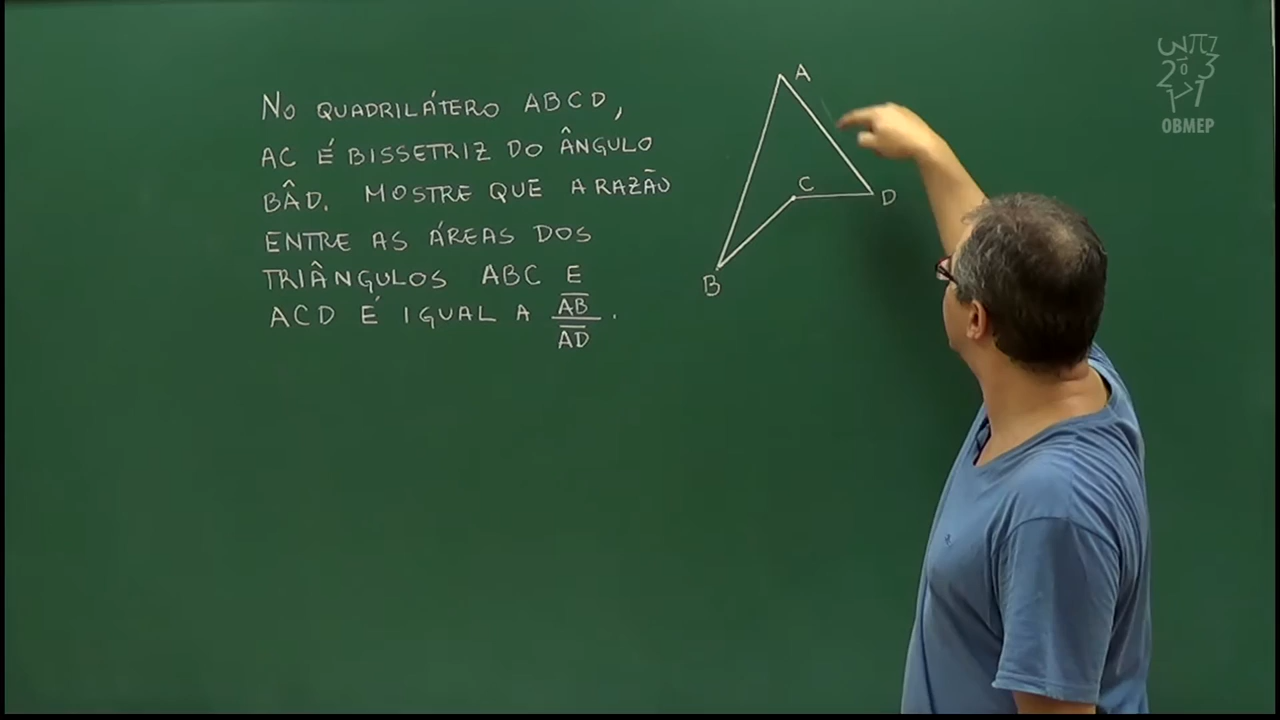 NO QUADRILÁTERO ABCD,
AC É BISSETRIZ DO ÂNGULO
BÂD. MOSTRE QUE A RAZÃO
ENTRE AS ÁREAS DOS
TRIÂNGULOS ABC E
ACD É IGUAL A AB/AD.
A
C
D
B
OBMEP